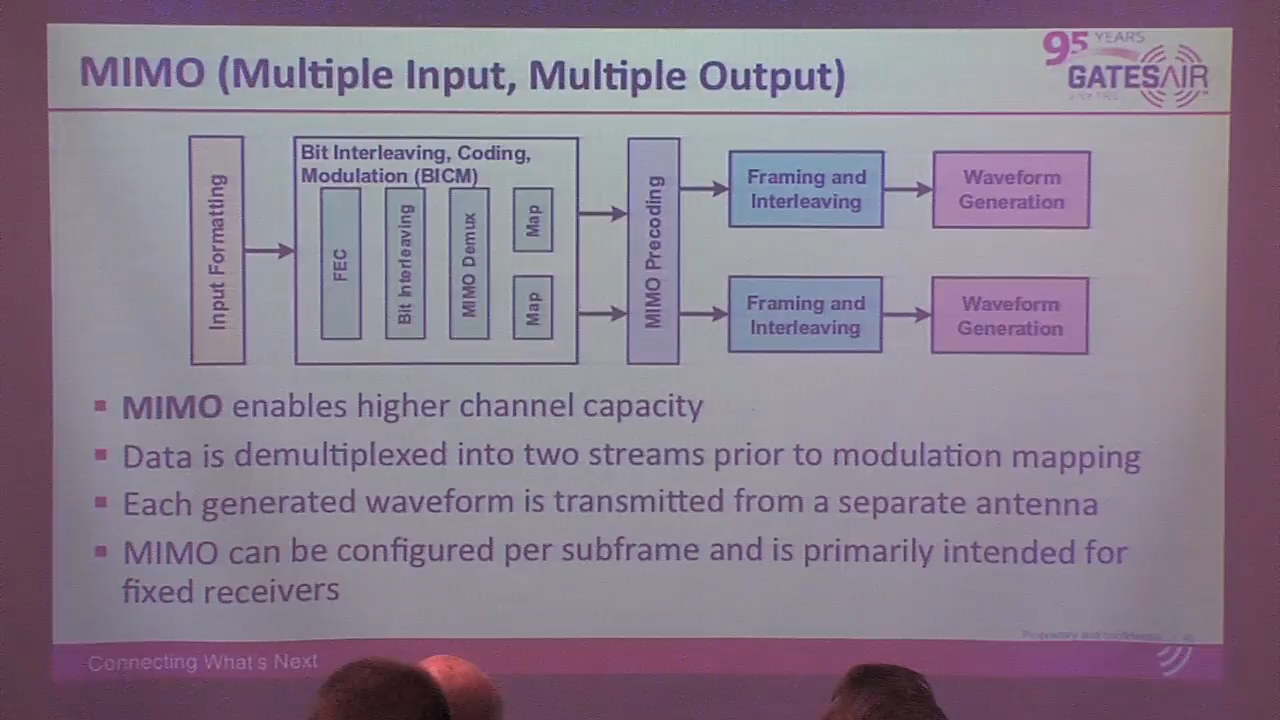 MIMO (Multiple Input, Multiple Output)
95 YEARS
GATESAIR
Input Formatting
Bit Interleaving, Coding,
Modulation (BICM)
FEC
Bit Interleaving
MIMO Demux
Map
Map
MIMO Precoding
Framing and
Interleaving
Waveform
Generation
Framing and
Interleaving
Waveform
Generation
▪ MIMO enables higher channel capacity
▪ Data is demultiplexed into two streams prior to modulation mapping
▪ Each generated waveform is transmitted from a separate antenna
▪ MIMO can be configured per subframe and is primarily intended for
fixed receivers
Proprietary and confidential
Connecting What's Next